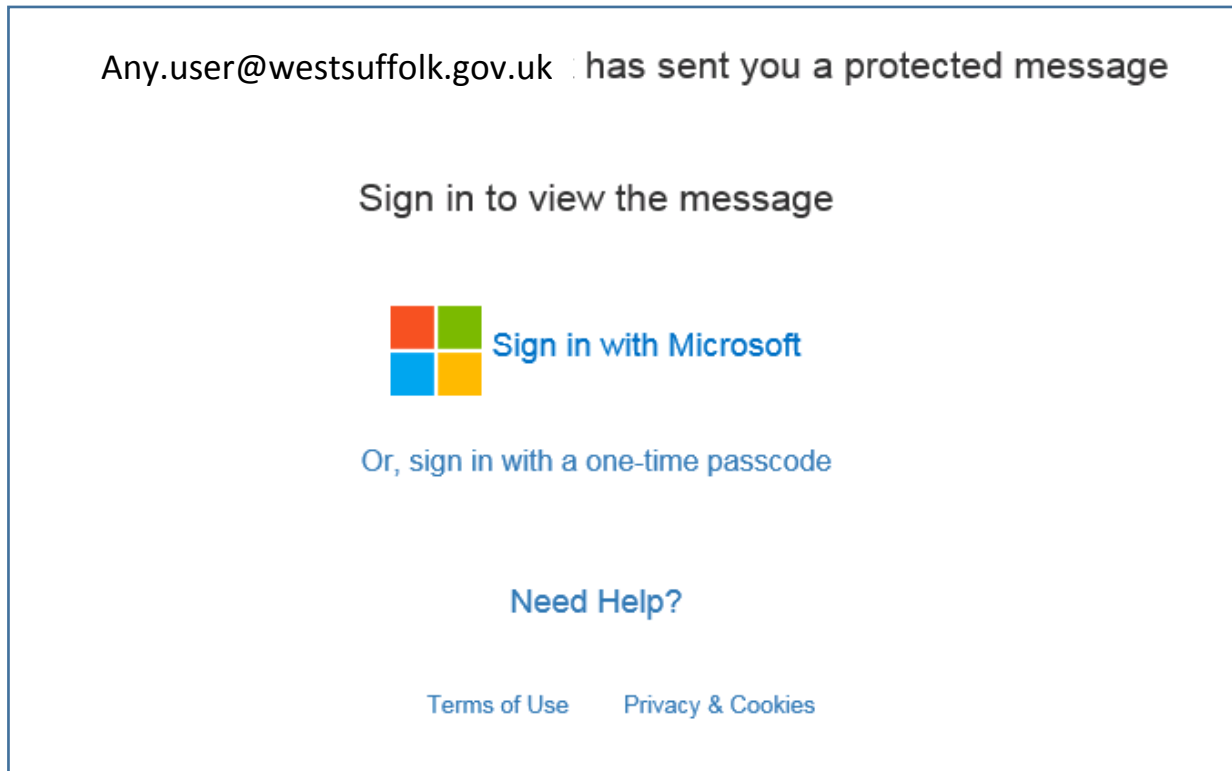 Any.user@westsuffolk.gov.uk has sent you a protected message
Sign in to view the message
Sign in with Microsoft
Or, sign in with a one-time passcode
Need Help?
Terms of Use Privacy & Cookies